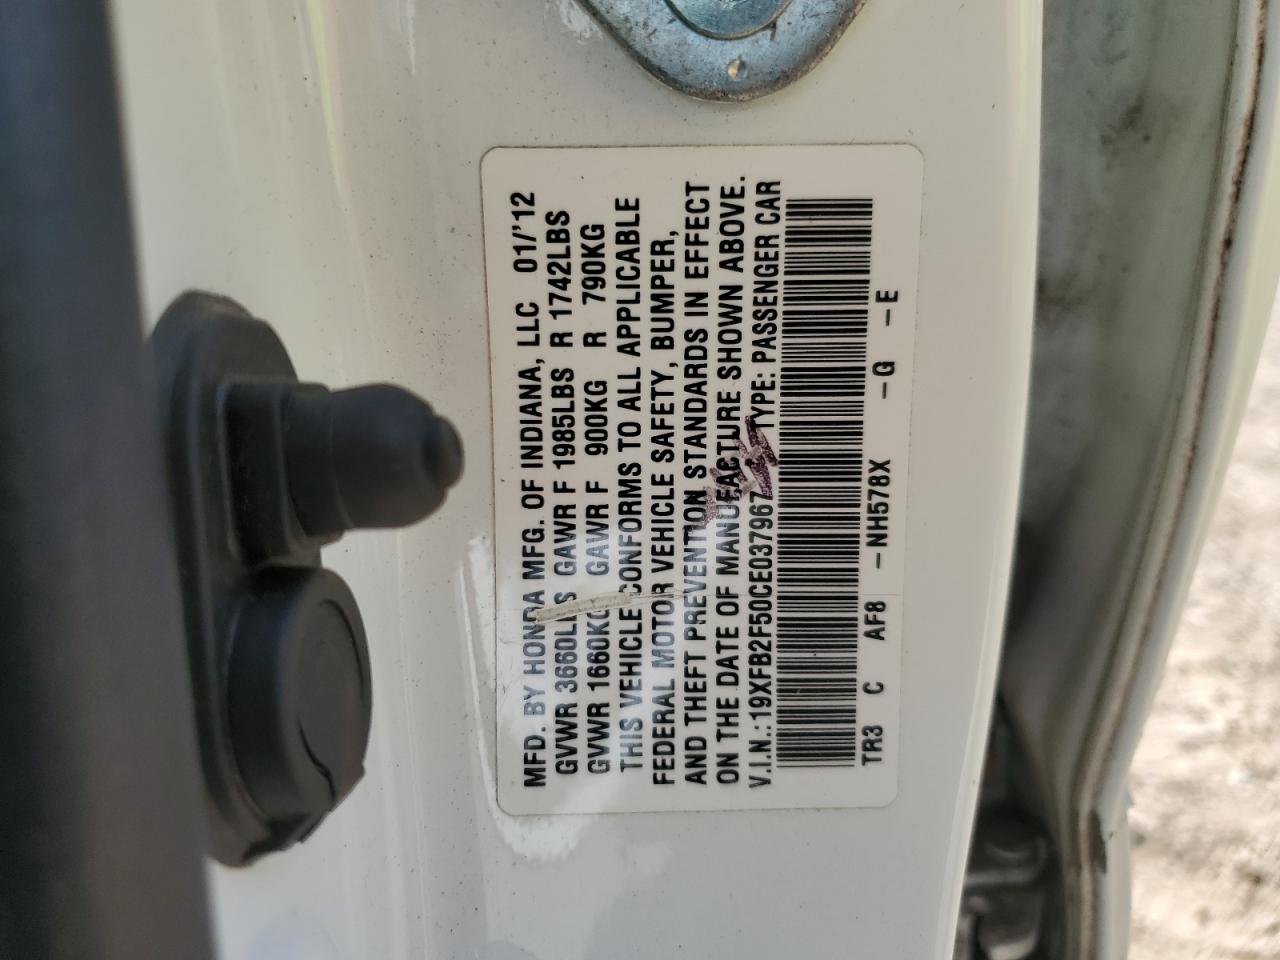 MFD. BY HONDA MFG. OF INDIANA, LLC 01/'12
GVWR 3660LBS GAWR F 1985LBS R 1742LBS
GVWR 1660KG GAWR F 900KG R 790KG
THIS VEHICLE CONFORMS TO ALL APPLICABLE
FEDERAL MOTOR VEHICLE SAFETY, BUMPER,
AND THEFT PREVENTION STANDARDS IN EFFECT
ON THE DATE OF MANUFACTURE SHOWN ABOVE.
V.I.N.:19XFB2F50CE037967 TYPE: PASSENGER CAR
TR3 C AF8 -NH578X -G -E